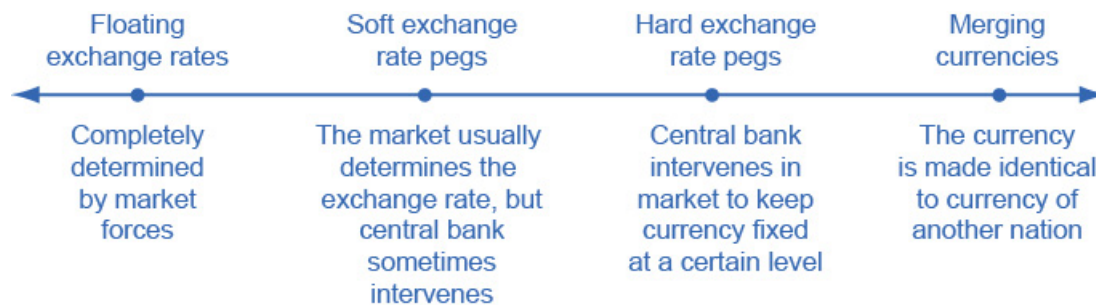 Floating
exchange rates
Soft exchange
rate pegs
Hard exchange
rate pegs
Merging
currencies
Completely
determined
by market
forces
The market usually
determines the
exchange rate, but
central bank
sometimes
intervenes
Central bank
intervenes in
market to keep
currency fixed
at a certain level
The currency
is made identical
to currency of
another nation